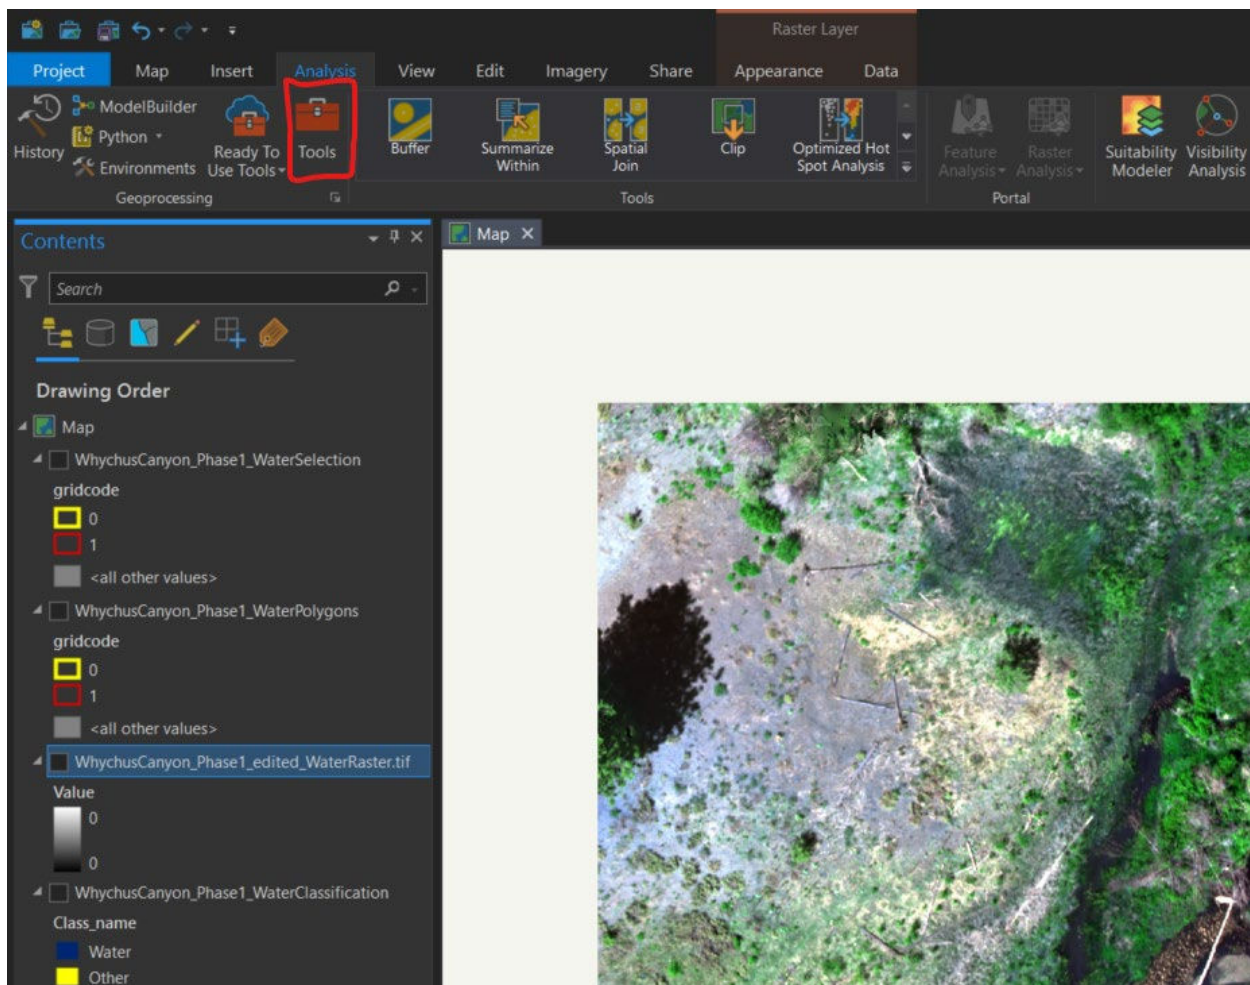 Raster Layer
Project Map Insert Analysis View Edit Imagery Share Appearance Data
History
ModelBuilder
Python
Environments
Ready To
Use Tools
Tools
Geoprocessing
Buffer
Summarize
Within
Spatial
Join
Clip
Optimized Hot
Spot Analysis
Tools
Feature
Analysis
Raster
Analysis
Portal
Suitability
Modeler
Visibility
Analysis
Contents
Map
Search
Drawing Order
Map
WhychusCanyon_Phase1_WaterSelection
gridcode
0
1
<all other values>
WhychusCanyon_Phase1_WaterPolygons
gridcode
0
1
<all other values>
WhychusCanyon_Phase1_edited_WaterRaster.tif
Value
0
0
WhychusCanyon_Phase1_WaterClassification
Class_name
Water
Other